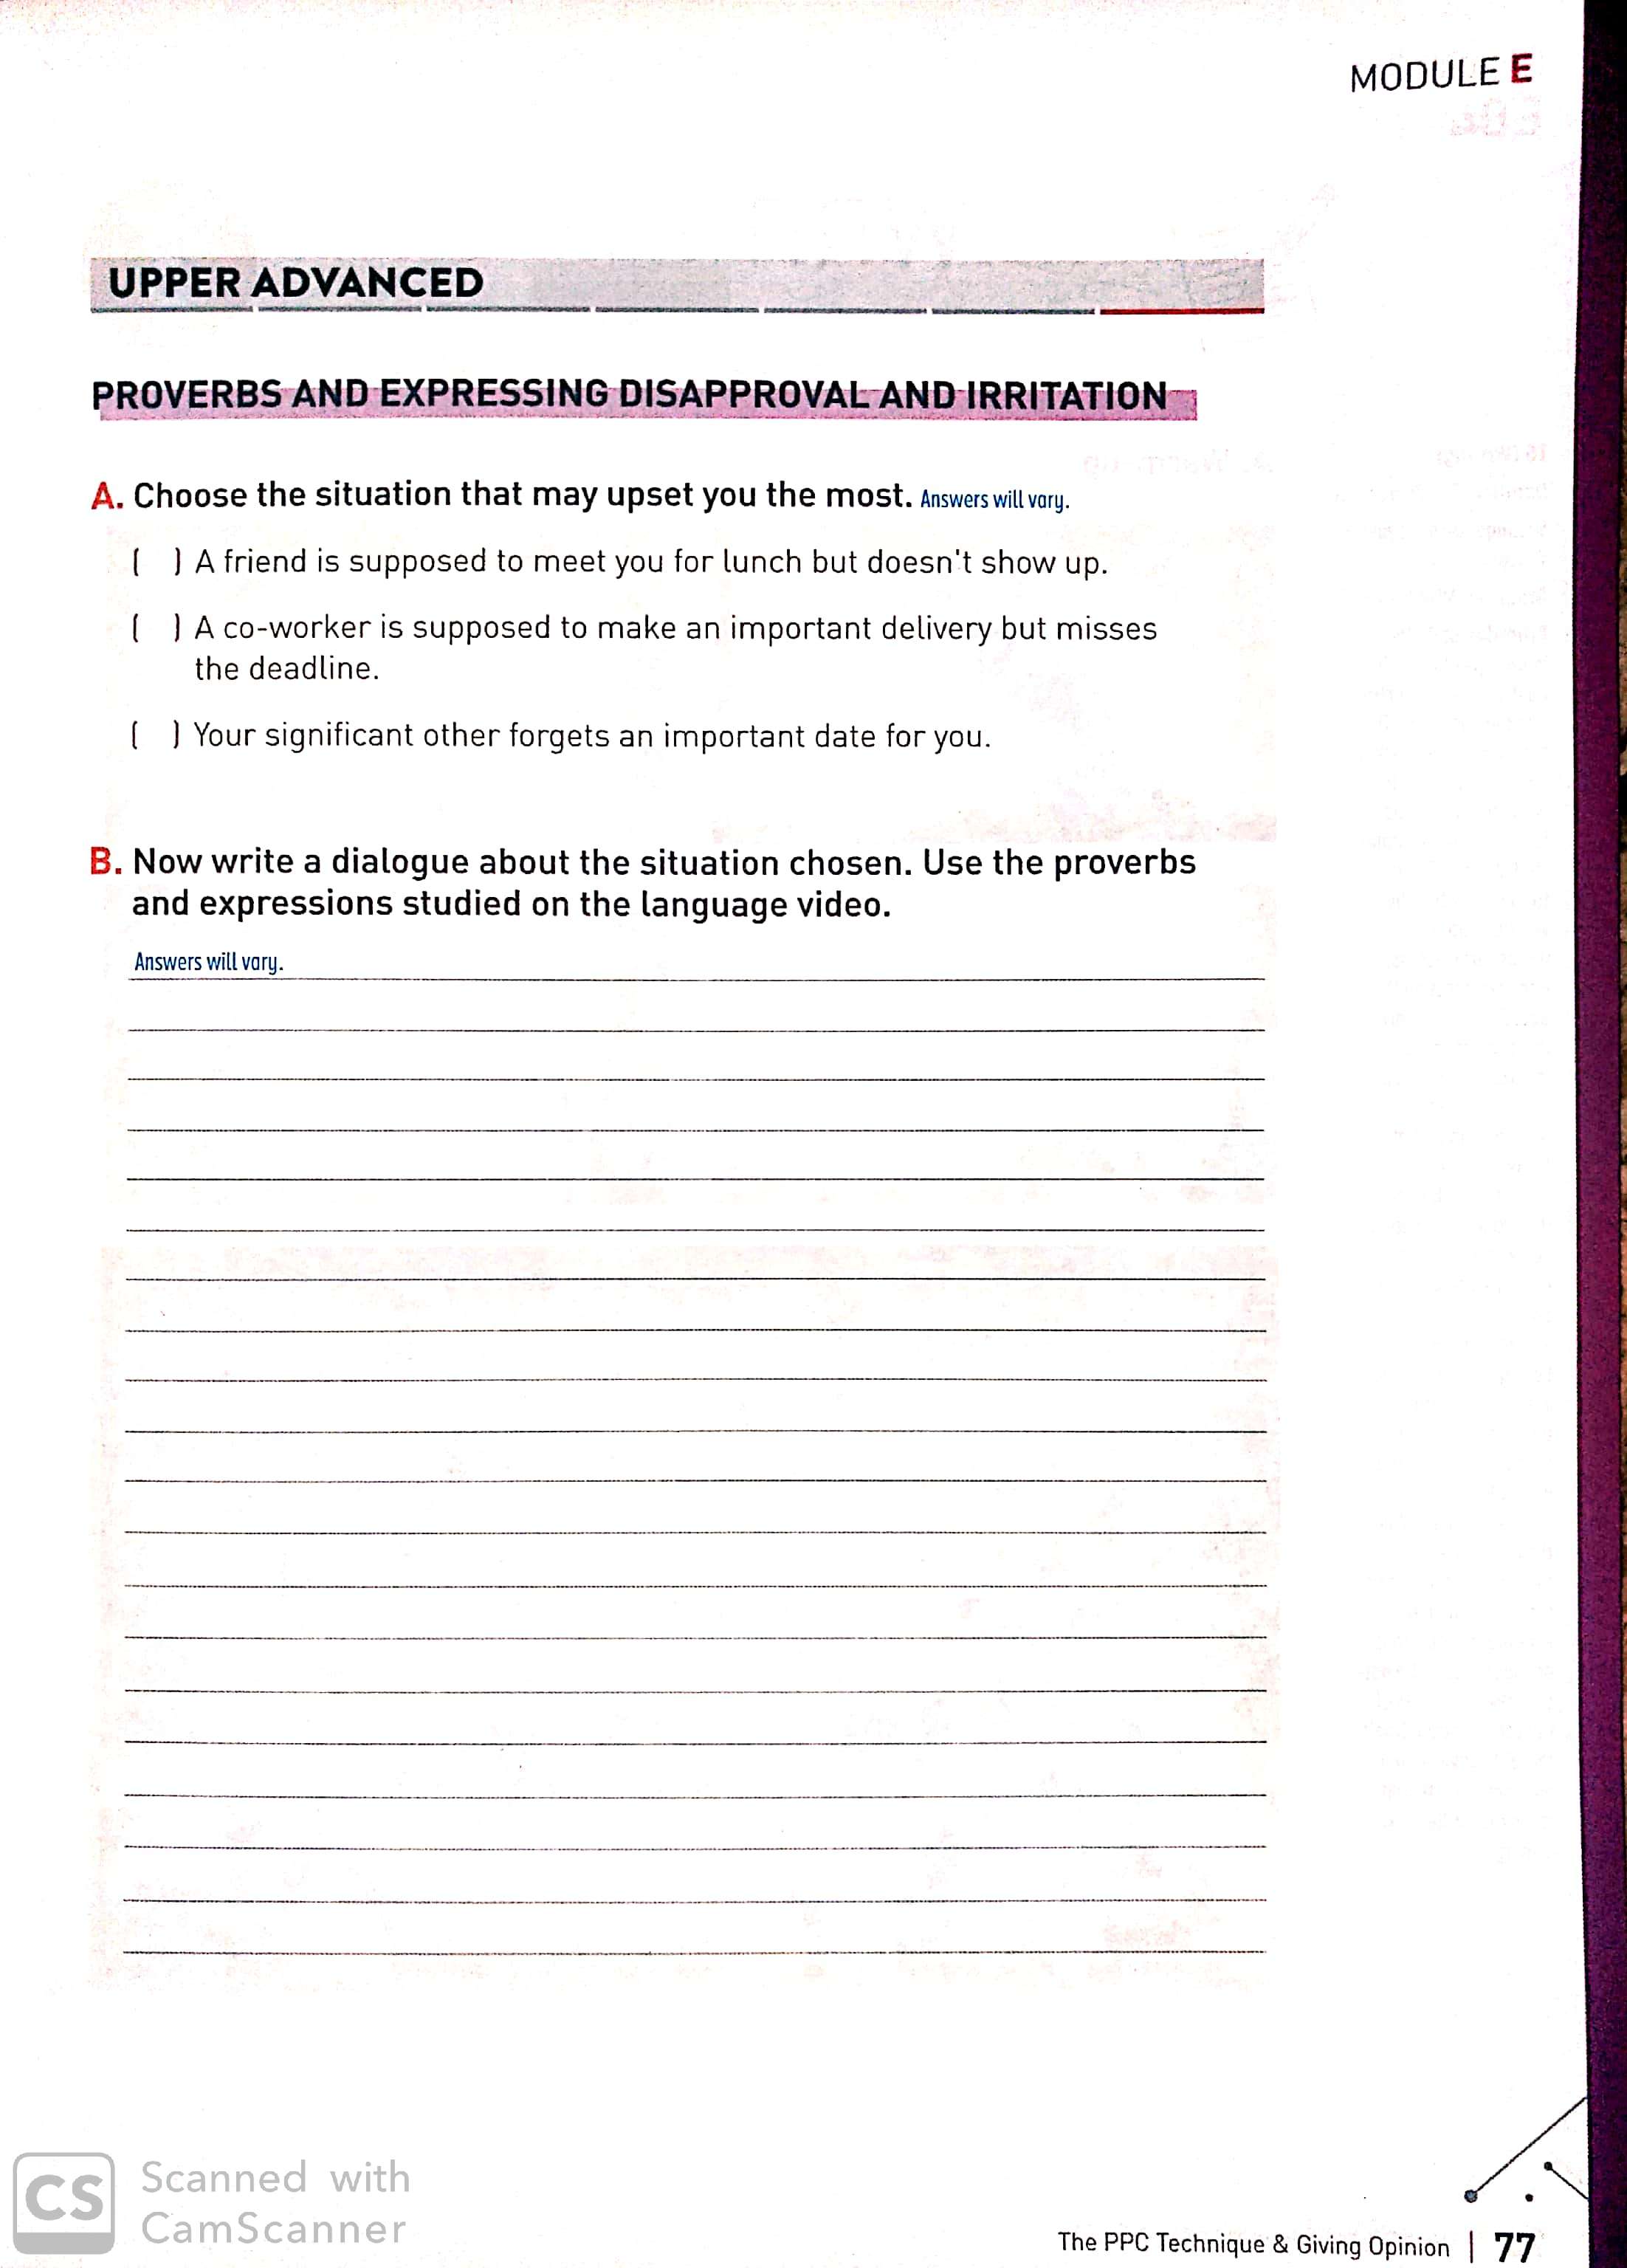 MODULE E
UPPER ADVANCED
PROVERBS AND EXPRESSING DISAPPROVAL AND IRRITATION
A. Choose the situation that may upset you the most. Answers will vary.
( ) A friend is supposed to meet you for lunch but doesn't show up.
( ) A co-worker is supposed to make an important delivery but misses
the deadline.
( ) Your significant other forgets an important date for you.
B. Now write a dialogue about the situation chosen. Use the proverbs
and expressions studied on the language video.
Answers will vary.
CS Scanned with
CamScanner
The PPC Technique & Giving Opinion | 77